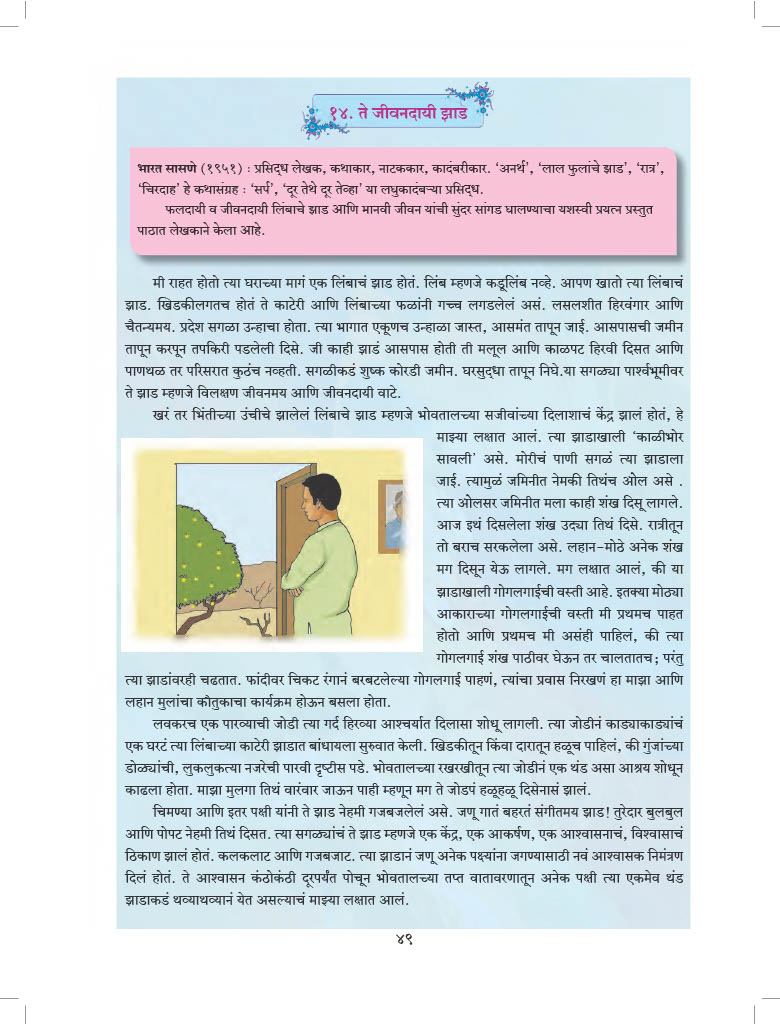 १४. ते जीवनदायी झाड
भारत सासणे (१९५१) : प्रसिद्ध लेखक, कथाकार, नाटककार, कादंबरीकार. ‘अनर्थ’, ‘लाल फुलांचे झाड’, ‘रात्र’,
‘चिरदाह’ हे कथासंग्रह : ‘सर्प’, ‘दूर तेथे दूर तेव्हा’ या लघुकादंबऱ्या प्रसिद्ध.
फलदायी व जीवनदायी लिंबाचे झाड आणि मानवी जीवन यांची सुंदर सांगड घालण्याचा यशस्वी प्रयत्न प्रस्तुत
पाठात लेखकाने केला आहे.
मी राहत होतो त्या घराच्या मागं एक लिंबाचं झाड होतं. लिंब म्हणजे कडूलिंब नव्हे. आपण खातो त्या लिंबाचं
झाड. खिडकीलगतच होतं ते काटेरी आणि लिंबाच्या फळांनी गच्च लगडलेलं असं. लसलशीत हिरवंगार आणि
चैतन्यमय. प्रदेश सगळा उन्हाचा होता. त्या भागात एकूणच उन्हाळा जास्त, आसमंत तापून जाई. आसपासची जमीन
तापून करपून तपकिरी पडलेली दिसे. जी काही झाडं आसपास होती ती मलूल आणि काळपट हिरवी दिसत आणि
पाणथळ तर परिसरात कुठंच नव्हती. सगळीकडं शुष्क कोरडी जमीन. घरसुद्धा तापून निघे.या सगळ्या पार्श्वभूमीवर
ते झाड म्हणजे विलक्षण जीवनमय आणि जीवनदायी वाटे.
खरं तर भिंतीच्या उंचीचे झालेलं लिंबाचे झाड म्हणजे भोवतालच्या सजीवांच्या दिलाशाचं केंद्र झालं होतं, हे
माझ्या लक्षात आलं. त्या झाडाखाली ‘काळीभोर
सावली’ असे. मोरीचं पाणी सगळं त्या झाडाला
जाई. त्यामुळं जमिनीत नेमकी तिथंच ओल असे .
त्या ओलसर जमिनीत मला काही शंख दिसू लागले.
आज इथं दिसलेला शंख उद्या तिथं दिसे. रात्रीतून
तो बराच सरकलेला असे. लहान-मोठे अनेक शंख
मग दिसून येऊ लागले. मग लक्षात आलं, की या
झाडाखाली गोगलगाईची वस्ती आहे. इतक्या मोठ्या
आकाराच्या गोगलगाईची वस्ती मी प्रथमच पाहत
होतो आणि प्रथमच मी असंही पाहिलं, की त्या
गोगलगाई शंख पाठीवर घेऊन तर चालतातच; परंतु
त्या झाडांवरही चढतात. फांदीवर चिकट रंगानं बरबटलेल्या गोगलगाई पाहणं, त्यांचा प्रवास निरखणं हा माझा आणि
लहान मुलांचा कौतुकाचा कार्यक्रम होऊन बसला होता.
लवकरच एक पारव्याची जोडी त्या गर्द हिरव्या आश्चर्यात दिलासा शोधू लागली. त्या जोडीनं काड्याकाड्यांचं
एक घरटं त्या लिंबाच्या काटेरी झाडात बांधायला सुरुवात केली. खिडकीतून किंवा दारातून हळूच पाहिलं, की गुंजांच्या
डोळ्यांची, लुकलुकत्या नजरेची पारवी दृष्टीस पडे. भोवतालच्या रखरखीतून त्या जोडीनं एक थंड असा आश्रय शोधून
काढला होता. माझा मुलगा तिथं वारंवार जाऊन पाही म्हणून मग ते जोडपं हळूहळू दिसेनासं झालं.
चिमण्या आणि इतर पक्षी यांनी ते झाड नेहमी गजबजलेलं असे. जणू गातं बहरतं संगीतमय झाड! तुरेदार बुलबुल
आणि पोपट नेहमी तिथं दिसत. त्या सगळ्यांचं ते झाड म्हणजे एक केंद्र, एक आकर्षण, एक आश्वासनाचं, विश्वासाचं
ठिकाण झालं होतं. कलकलाट आणि गजबजाट. त्या झाडानं जणू अनेक पक्ष्यांना जगण्यासाठी नवं आश्वासक निमंत्रण
दिलं होतं. ते आश्वासन कंठोकंठी दूरपर्यंत पोचून भोवतालच्या तप्त वातावरणातून अनेक पक्षी त्या एकमेव थंड
झाडाकडं थव्याथव्यानं येत असल्याचं माझ्या लक्षात आलं.
४९